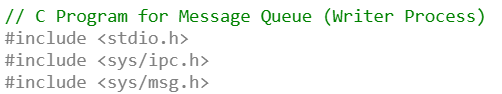 // C Program for Message Queue (Writer Process)
#include <stdio.h>
#include <sys/ipc.h>
#include <sys/msg.h>